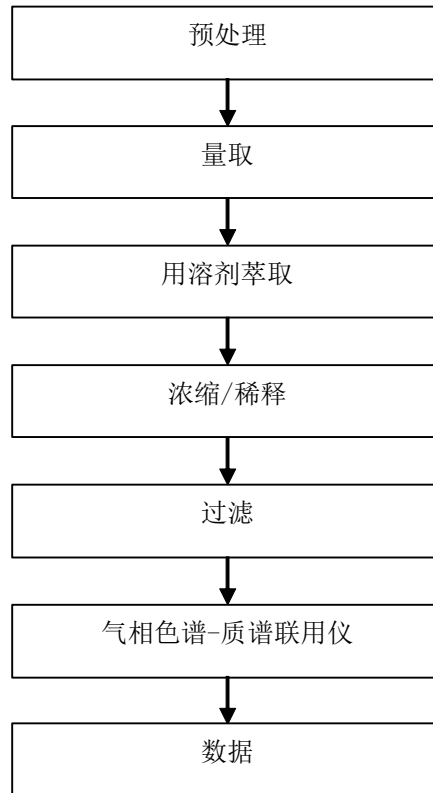 预处理
量取
用溶剂萃取
浓缩/稀释
过滤
气相色谱-质谱联用仪
数据